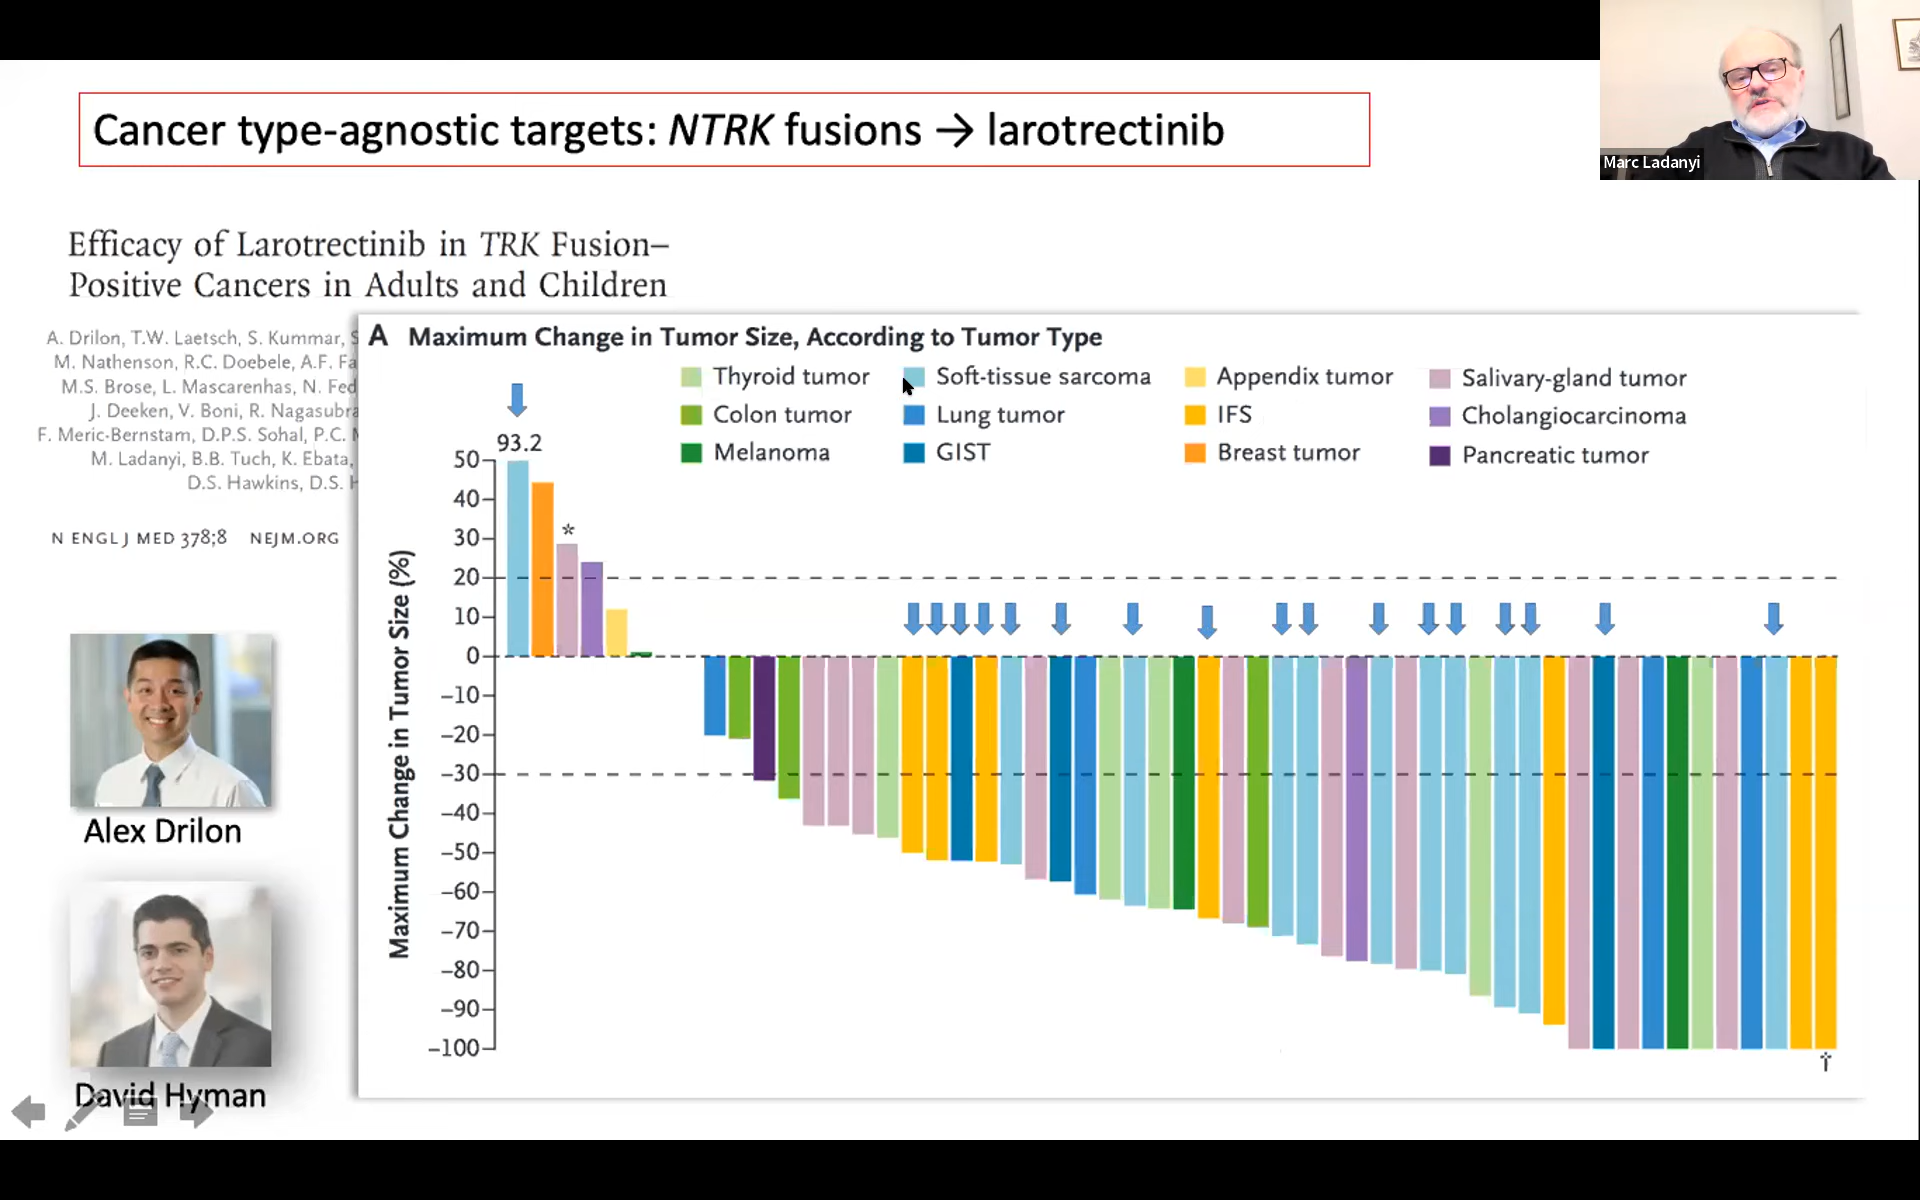 Cancer type-agnostic targets: NTRK fusions → larotrectinib
Marc Ladanyi
Efficacy of Larotrectinib in TRK Fusion–
Positive Cancers in Adults and Children
A. Drilon, T.W. Laetsch, S. Kummar,
M. Nathenson, R.C. Doebele, A.F.
M.S. Brose, L. Mascarenhas, N.
J. Deeken, V. Boni, R.
F. Meric-Bernstam, D.P.S. Sohal, P.C.
M. Ladanyi, B.B. Tuch, K. Ebata,
D.S. Hawkins, D.S.
N ENGL J MED 378;8 NEJM.ORG
A Maximum Change in Tumor Size, According to Tumor Type
Thyroid tumor Soft-tissue sarcoma Appendix tumor Salivary-gland tumor
Colon tumor Lung tumor IFS Cholangiocarcinoma
Melanoma GIST Breast tumor Pancreatic tumor
93.2
*
Maximum Change in Tumor Size (%)
50
40
30
20
10
0
–10
–20
–30
–40
–50
–60
–70
–80
–90
–100
†
Alex Drilon
David Hyman